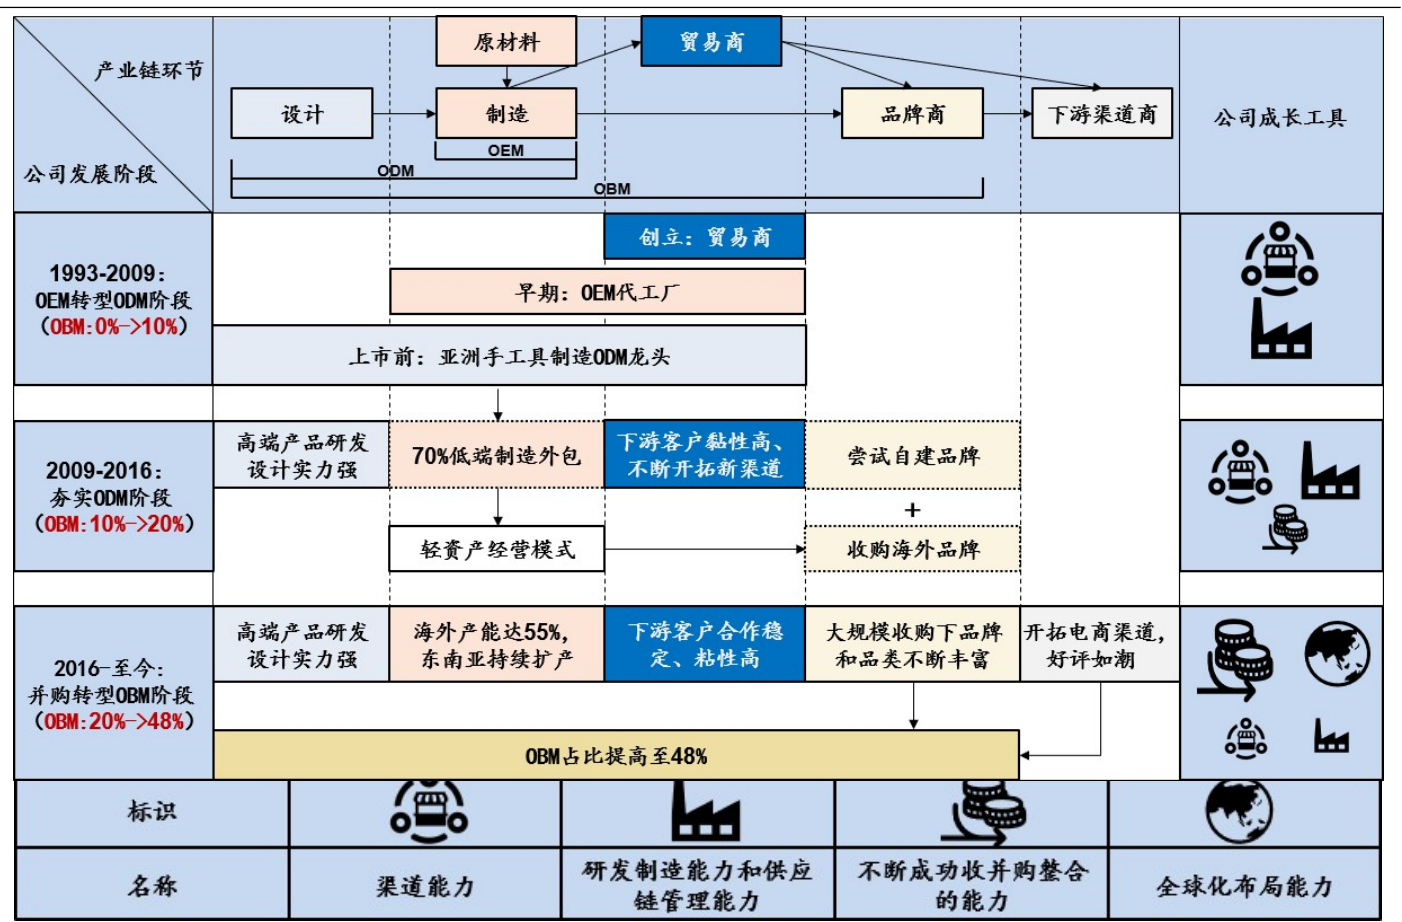 原材料
贸易商
产业链环节
设计
制造
品牌商
下游渠道商
公司成长工具
OEM
公司发展阶段
ODM
OBM
创立：贸易商
1993-2009：
OEM转型ODM阶段
（OBM:0%->10%）
早期：OEM代工厂
上市前：亚洲手工具制造ODM龙头
2009-2016：
夯实ODM阶段
（OBM:10%->20%）
高端产品研发
设计实力强
70%低端制造外包
下游客户黏性高、
不断开拓新渠道
尝试自建品牌
+
轻资产经营模式
收购海外品牌
2016-至今：
并购转型OBM阶段
（OBM:20%->48%）
高端产品研发
设计实力强
海外产能达55%，
东南亚持续扩产
下游客户合作稳
定、粘性高
大规模收购下品牌
和品类不断丰富
开拓电商渠道，
好评如潮
OBM占比提高至48%
标识
名称
渠道能力
研发制造能力和供应
链管理能力
不断成功收并购整合
的能力
全球化布局能力